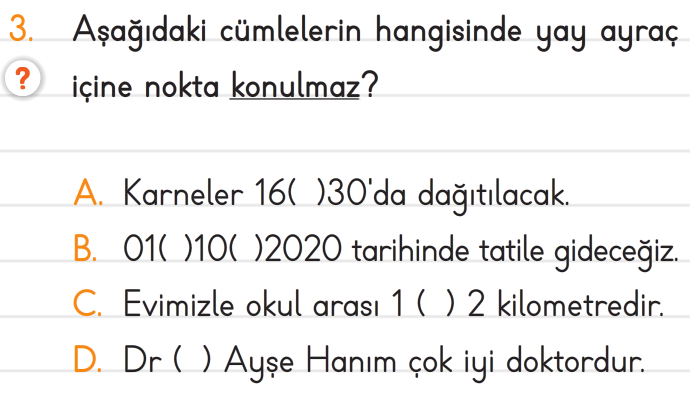 3. Aşağıdaki cümlelerin hangisinde yay ayraç
? içine nokta konulmaz?
A. Karneler 16( )30'da dağıtılacak.
B. 01( )10( )2020 tarihinde tatile gideceğiz.
C. Evimizle okul arası 1 ( ) 2 kilometredir.
D. Dr ( ) Ayşe Hanım çok iyi doktordur.